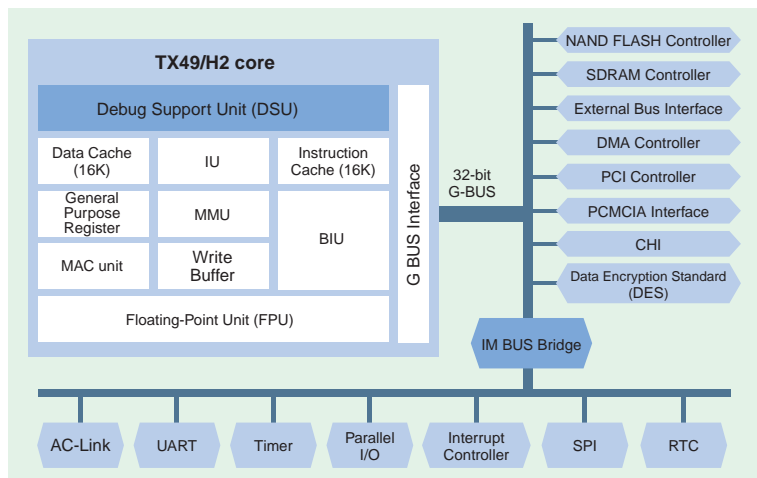 TX49/H2 core
Debug Support Unit (DSU)
Data Cache
(16K)
IU
Instruction
Cache (16K)
General
Purpose
Register
MMU
BIU
MAC unit
Write
Buffer
Floating-Point Unit (FPU)
G BUS Interface
32-bit
G-BUS
NAND FLASH Controller
SDRAM Controller
External Bus Interface
DMA Controller
PCI Controller
PCMCIA Interface
CHI
Data Encryption Standard
(DES)
IM BUS Bridge
AC-Link
UART
Timer
Parallel
I/O
Interrupt
Controller
SPI
RTC